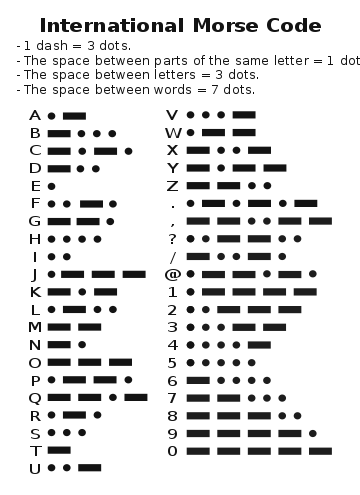 International Morse Code
- 1 dash = 3 dots.
- The space between parts of the same letter = 1 dot
- The space between letters = 3 dots.
- The space between words = 7 dots.
A
B
C
D
E
F
G
H
I
J
K
L
M
N
O
P
Q
R
S
T
U
V
W
X
Y
Z
.
,
?
/
@
1
2
3
4
5
6
7
8
9
0